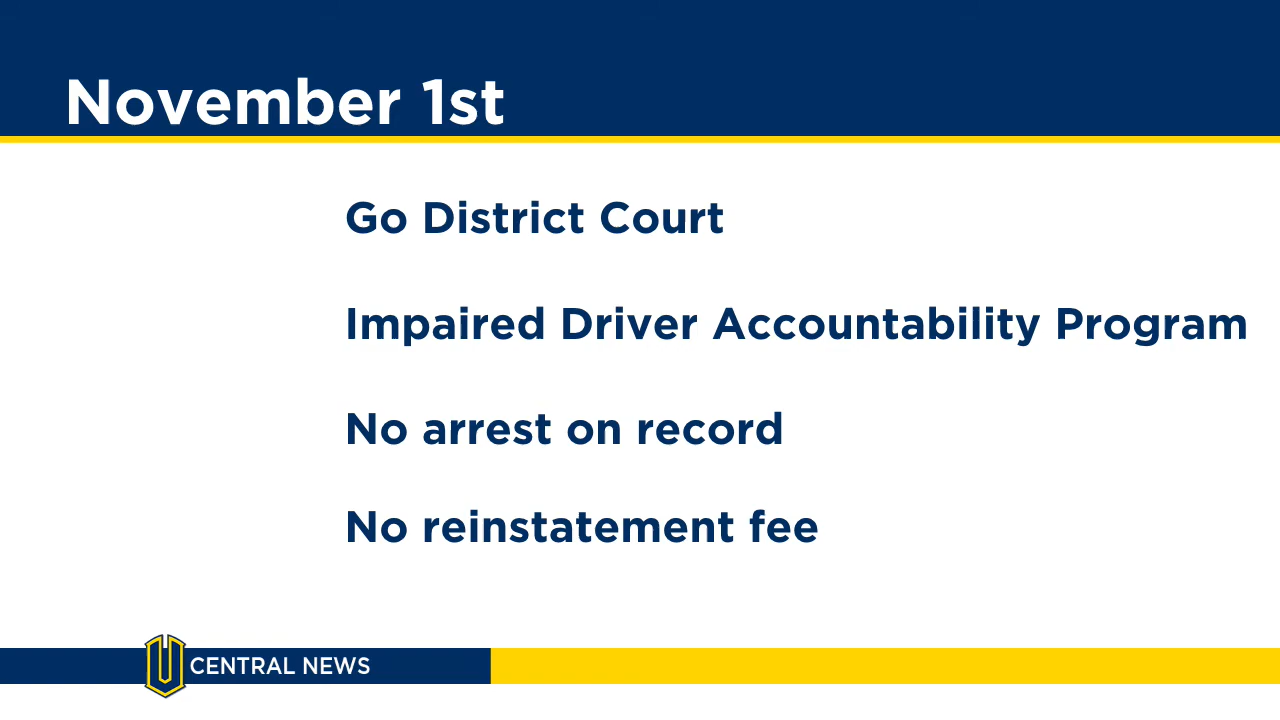 November 1st
Go District Court
Impaired Driver Accountability Program
No arrest on record
No reinstatement fee
CENTRAL NEWS